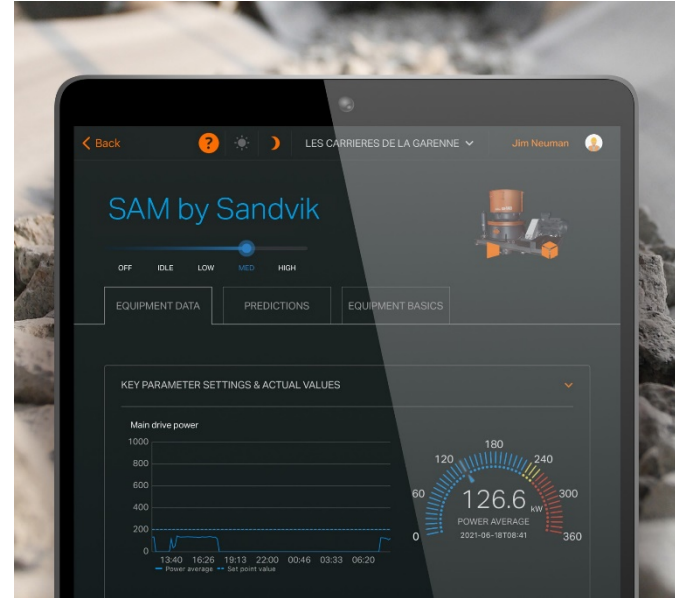 Back ? LES CARRIERES DE LA GARENNE Jim Neuman
SAM by Sandvik
OFF IDLE LOW MED HIGH
EQUIPMENT DATA PREDICTIONS EQUIPMENT BASICS
KEY PARAMETER SETTINGS & ACTUAL VALUES
Main drive power
1000
800
600
400
200
0
13:40 16:26 19:13 22:00 00:46 03:33 06:20
Power average Set point value
0 60 120 180 240 300 360
126.6 kW
POWER AVERAGE
2021-06-18T08:41